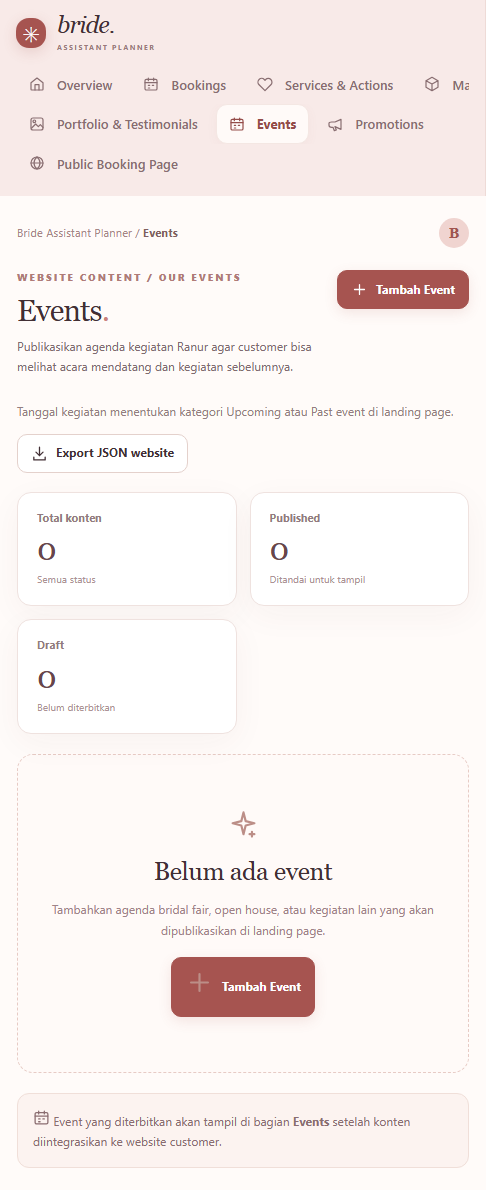 bride.
ASSISTANT PLANNER
Overview
Bookings
Services & Actions
Ma
Portfolio & Testimonials
Events
Promotions
Public Booking Page
Bride Assistant Planner / Events
B
WEBSITE CONTENT / OUR EVENTS
Tambah Event
Events.
Publikasikan agenda kegiatan Ranur agar customer bisa
melihat acara mendatang dan kegiatan sebelumnya.
Tanggal kegiatan menentukan kategori Upcoming atau Past event di landing page.
Export JSON website
Total konten
0
Semua status
Published
0
Ditandai untuk tampil
Draft
0
Belum diterbitkan
Belum ada event
Tambahkan agenda bridal fair, open house, atau kegiatan lain yang akan
dipublikasikan di landing page.
Tambah Event
Event yang diterbitkan akan tampil di bagian Events setelah konten
diintegrasikan ke website customer.